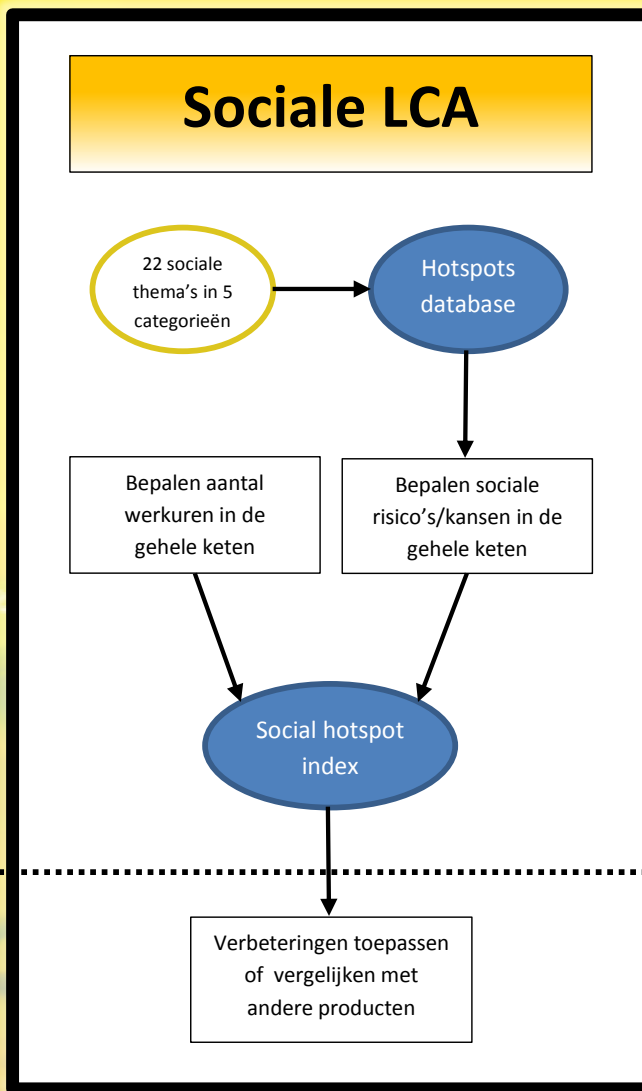 Sociale LCA
22 sociale
thema's in 5
categorieën
Hotspots
database
Bepalen aantal
werkuren in de
gehele keten
Bepalen sociale
risico's/kansen in de
gehele keten
Social hotspot
index
Verbeteringen toepassen
of vergelijken met
andere producten